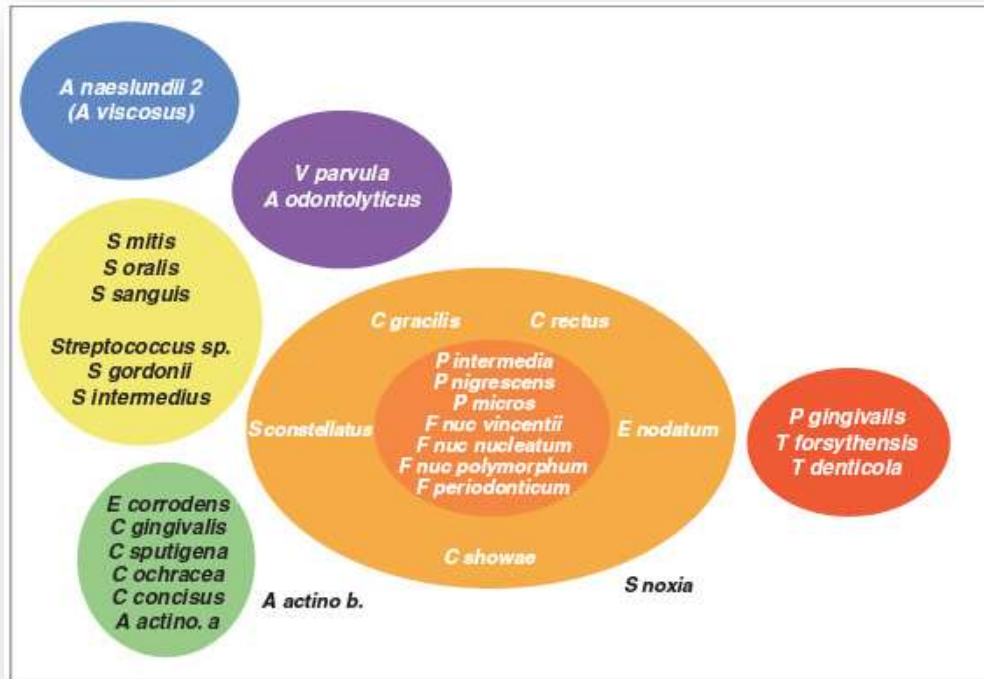 A naeslundii 2
(A viscosus)
V parvula
A odontolyticus
S mitis
S oralis
S sanguis
Streptococcus sp.
S gordonii
S intermedius
C gracilis
C rectus
P intermedia
P nigrescens
P micros
F nuc vincentii
F nuc nucleatum
F nuc polymorphum
F periodonticum
S constellatus
E nodatum
C showae
P gingivalis
T forsythensis
T denticola
E corrodens
C gingivalis
C sputigena
C ochracea
C concisus
A actino. a
A actino b.
S noxia